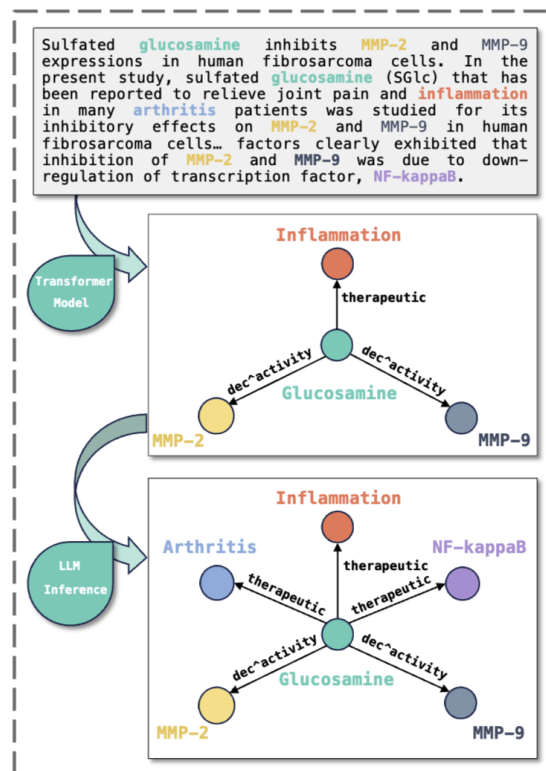 Sulfated glucosamine inhibits MMP-2 and MMP-9
expressions in human fibrosarcoma cells. In the
present study, sulfated glucosamine (SGlc) that has
been reported to relieve joint pain and inflammation
in many arthritis patients was studied for its
inhibitory effects on MMP-2 and MMP-9 in human
fibrosarcoma cells… factors clearly exhibited that
inhibition of MMP-2 and MMP-9 was due to down-
regulation of transcription factor, NF-kappaB.
Transformer
Model
Inflammation
therapeutic
dec^activity
dec^activity
Glucosamine
MMP-2
MMP-9
LLM
Inference
Inflammation
Arthritis
NF-kappaB
therapeutic
therapeutic
therapeutic
dec^activity
dec^activity
Glucosamine
MMP-2
MMP-9